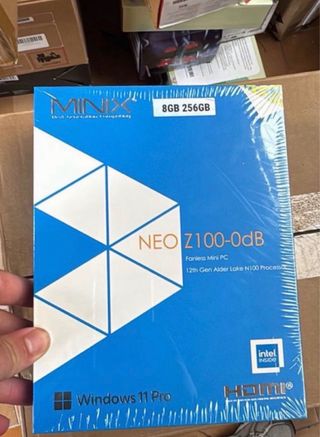 MINIX
8GB 256GB
NEO Z100-0dB
Fanless Mini PC
12th Gen Alder Lake N100 Processor
intel
INSIDE
Windows 11 Pro
HDMI®